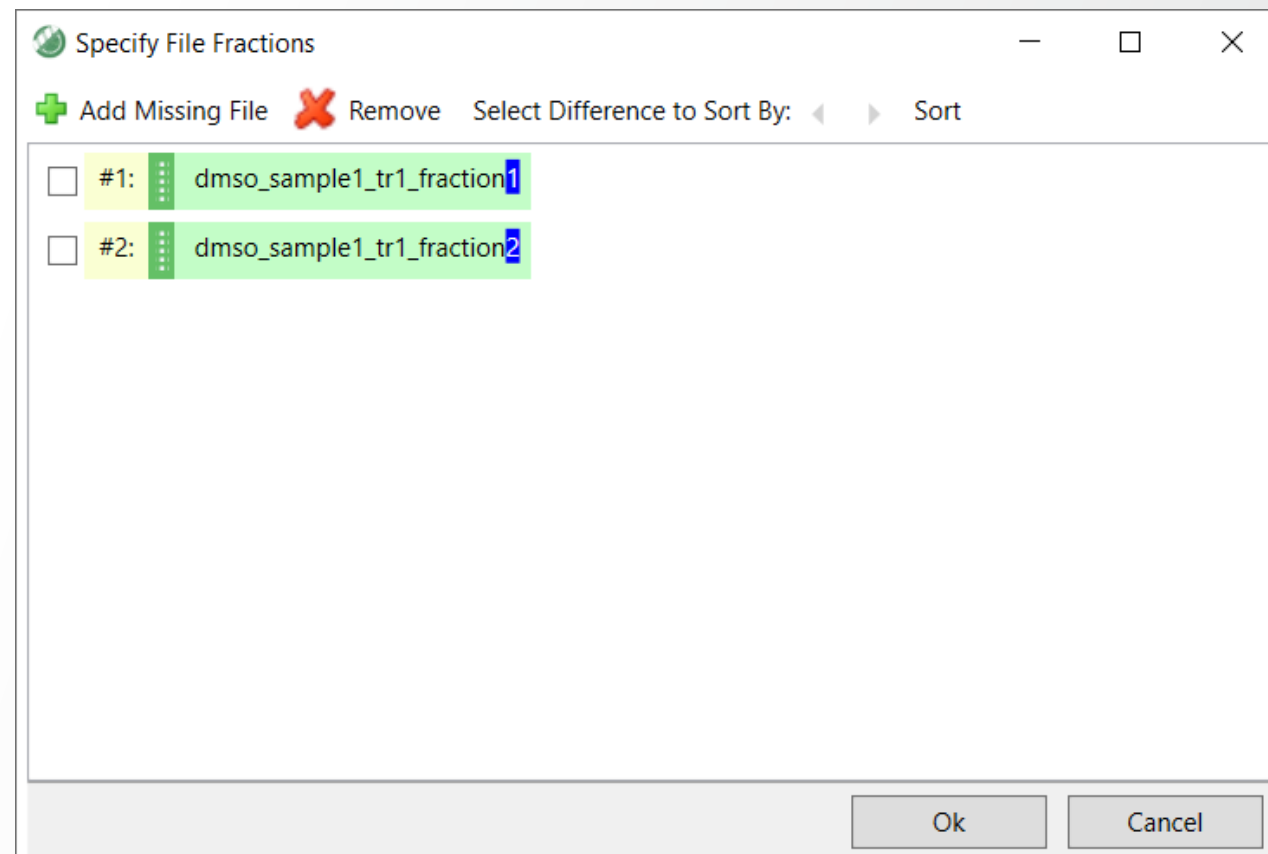 Specify File Fractions
Add Missing File Remove Select Difference to Sort By: Sort
#1: dmso_sample1_tr1_fraction1
#2: dmso_sample1_tr1_fraction2
Ok Cancel